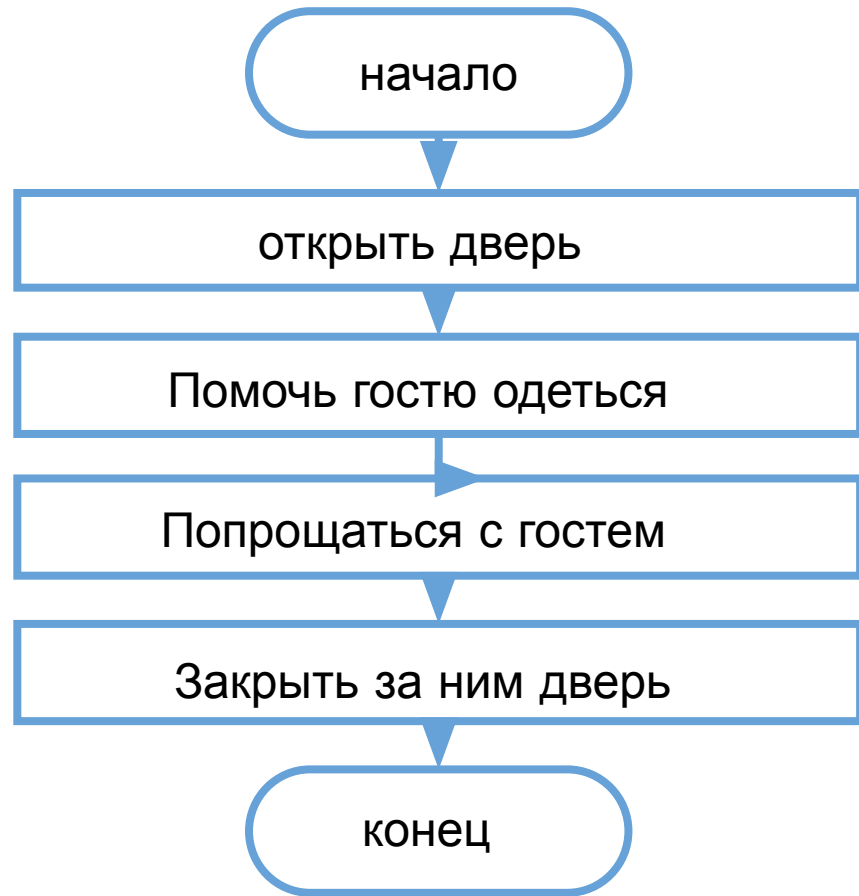 начало
открыть дверь
Помочь гостю одеться
Попрощаться с гостем
Закрыть за ним дверь
конец